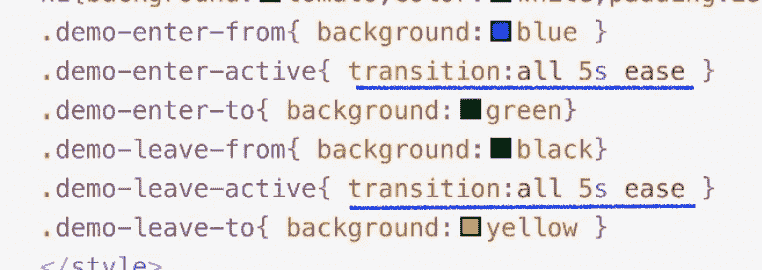 .demo-enter-from{ background:blue }
.demo-enter-active{ transition:all 5s ease }
.demo-enter-to{ background:green}
.demo-leave-from{ background:black}
.demo-leave-active{ transition:all 5s ease }
.demo-leave-to{ background:yellow }
</style>